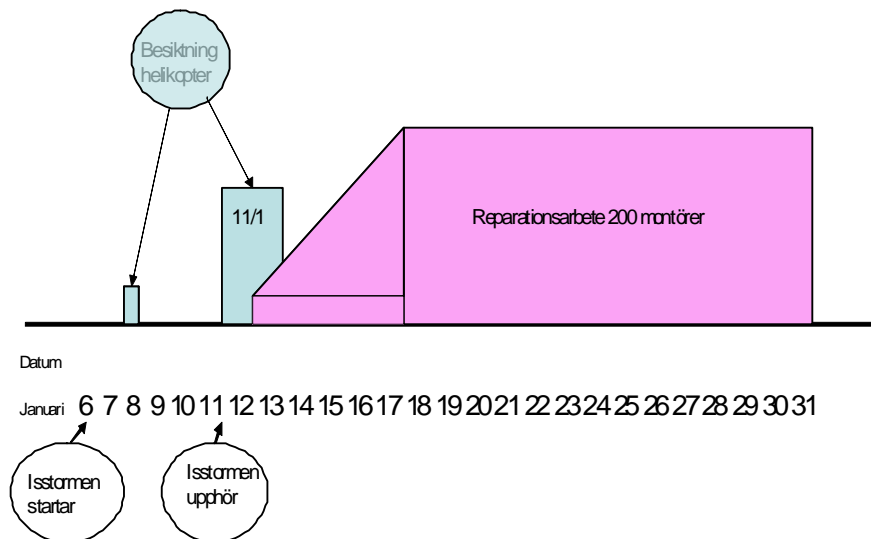 Besiktning
helikopter
11/1
Reparationsarbete 200 montörer
Datum
Januari 6 7 8 9 10 11 12 13 14 15 16 17 18 19 20 21 22 23 24 25 26 27 28 29 30 31
Isstormen
startar
Isstormen
upphör